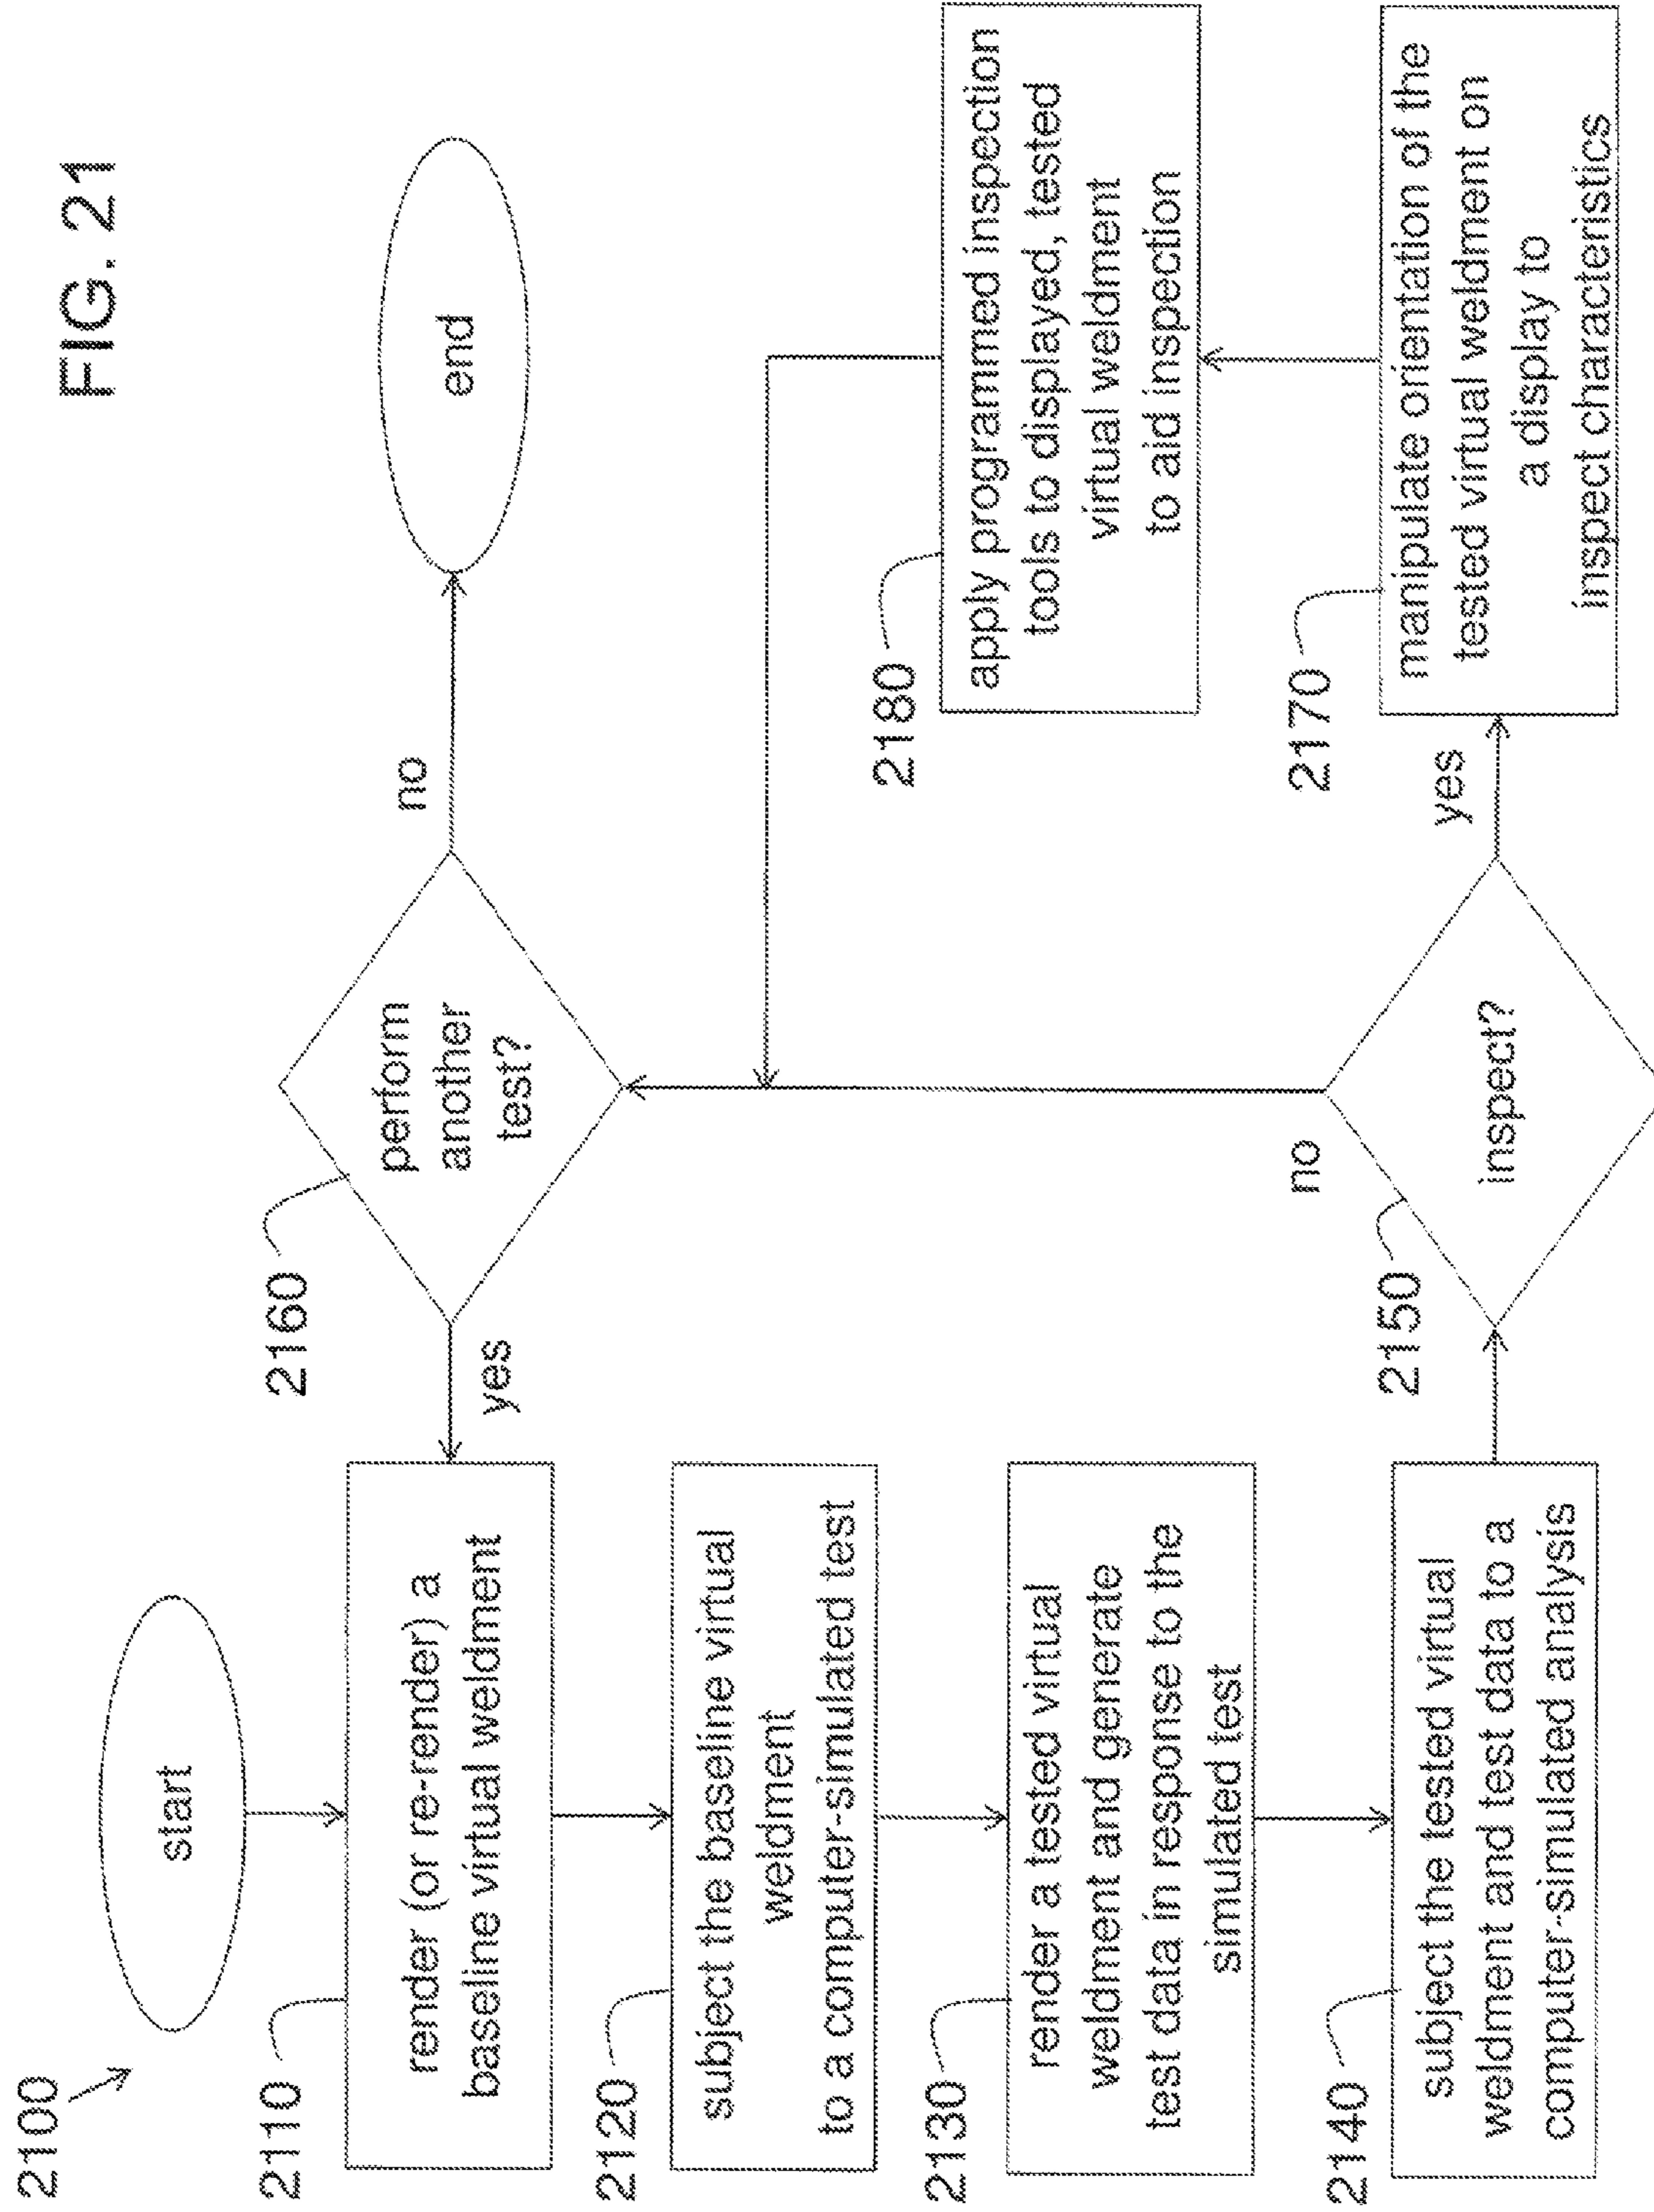 FIG. 21
2100
start
2110
render (or re-render) a
baseline virtual weldment
2120
subject the baseline virtual
weldment
to a computer-simulated test
2130
render a tested virtual
weldment and generate
test data in response to the
simulated test
2140
subject the tested virtual
weldment and test data to a
computer-simulated analysis
2150
inspect?
no
yes
2160
perform
another
test?
yes
no
end
2170
manipulate orientation of the
tested virtual weldment on
a display to
inspect characteristics
2180
apply programmed inspection
tools to displayed, tested
virtual weldment
to aid inspection